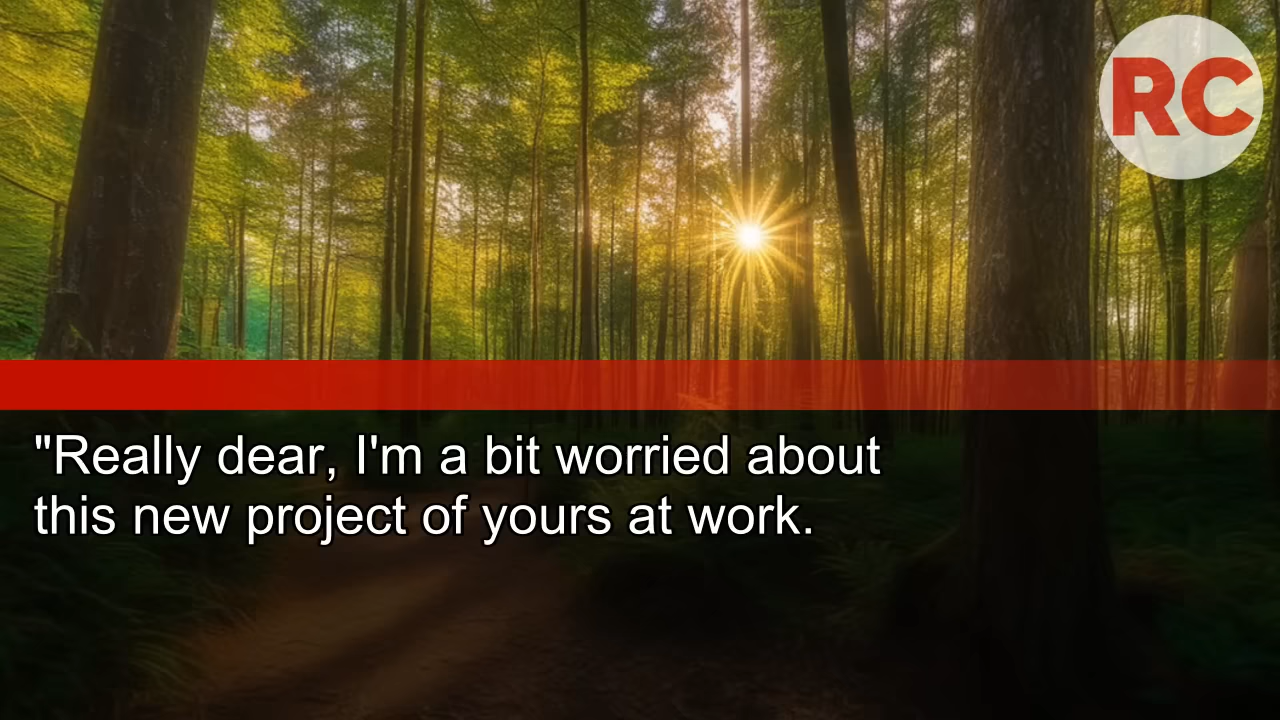 RC
"Really dear, I'm a bit worried about
this new project of yours at work.